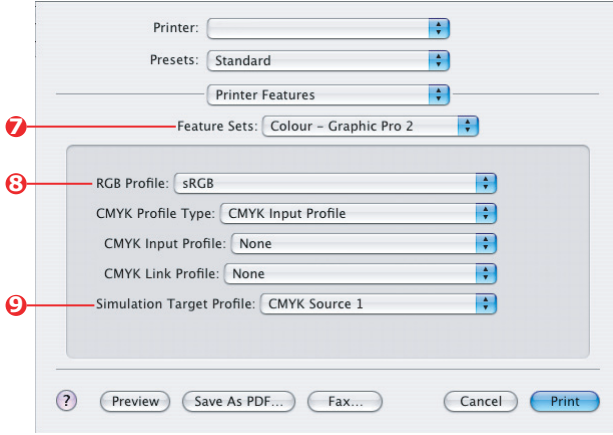 Printer:
Presets: Standard
Printer Features
7 Feature Sets: Colour – Graphic Pro 2
8 RGB Profile: sRGB
CMYK Profile Type: CMYK Input Profile
CMYK Input Profile: None
CMYK Link Profile: None
9 Simulation Target Profile: CMYK Source 1
? Preview Save As PDF... Fax... Cancel Print